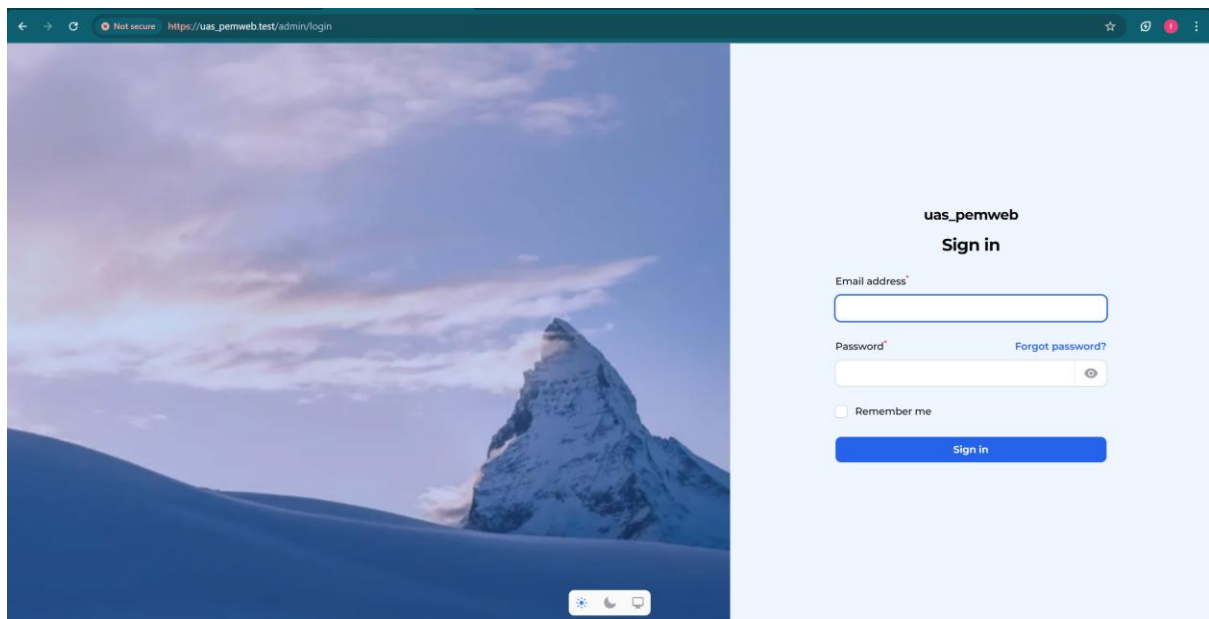 Not secure https://uas_pemweb.test/admin/login
uas_pemweb
Sign in
Email address*
Password* Forgot password?
Remember me
Sign in